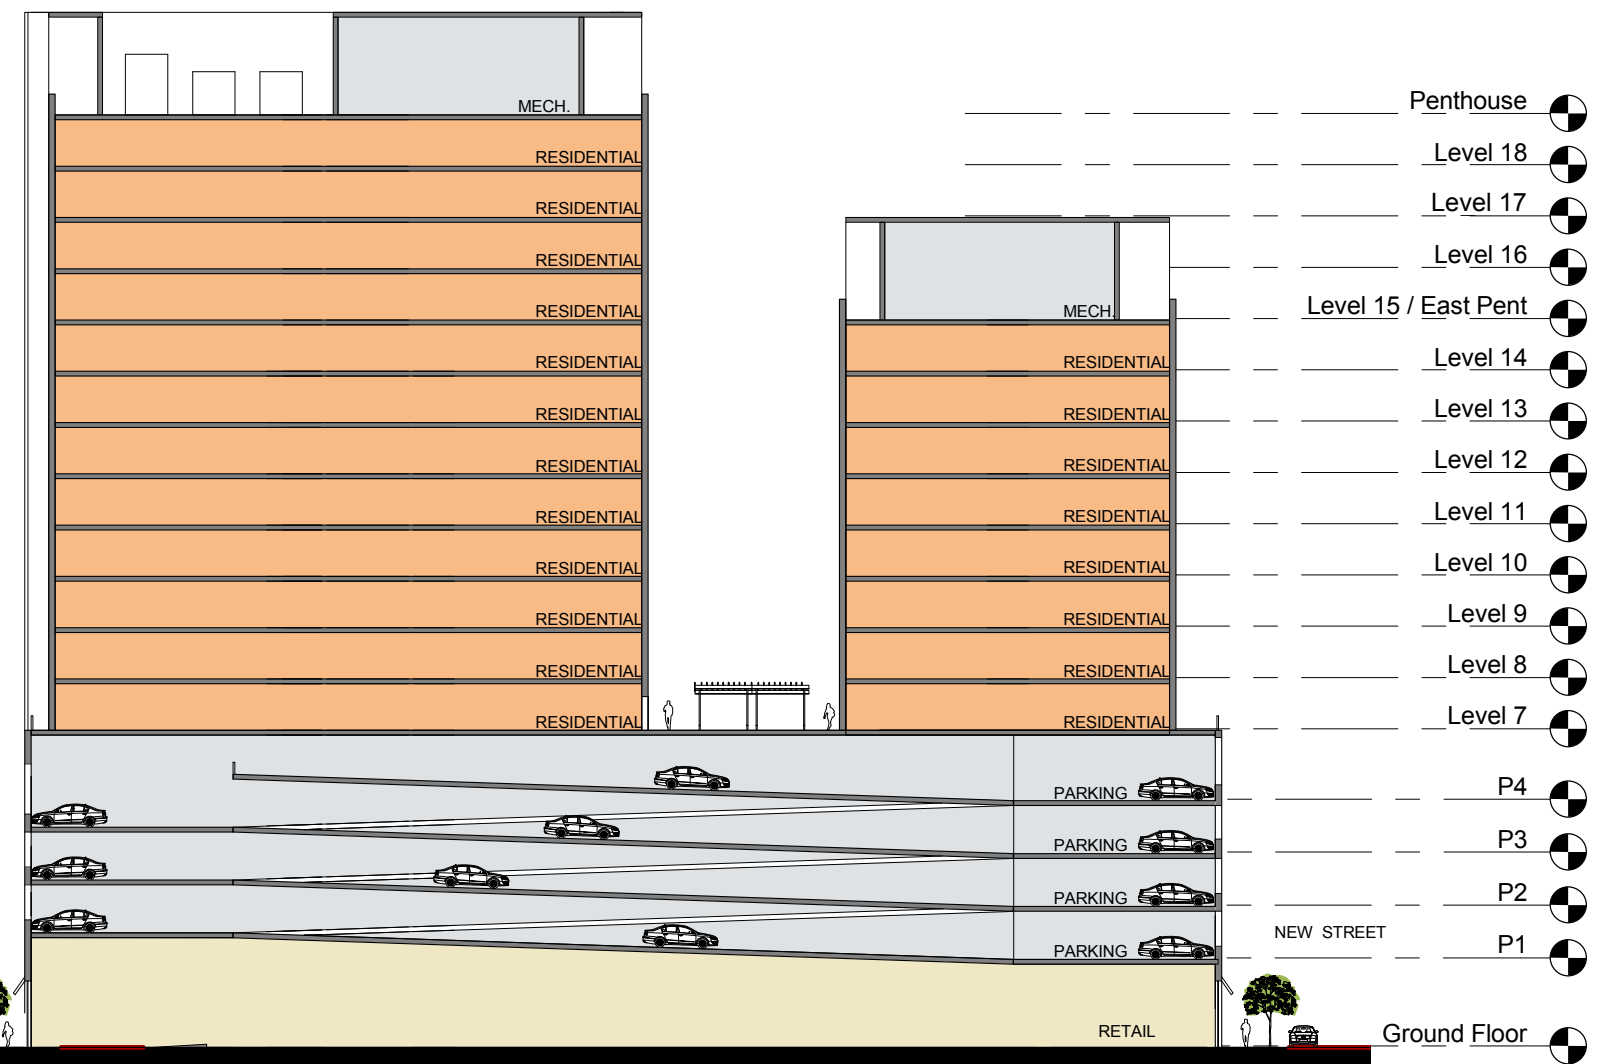 Penthouse
MECH.
Level 18
RESIDENTIAL
Level 17
RESIDENTIAL
Level 16
RESIDENTIAL
Level 15 / East Pent
RESIDENTIAL MECH.
Level 14
RESIDENTIAL RESIDENTIAL
Level 13
RESIDENTIAL RESIDENTIAL
Level 12
RESIDENTIAL RESIDENTIAL
Level 11
RESIDENTIAL RESIDENTIAL
Level 10
RESIDENTIAL RESIDENTIAL
Level 9
RESIDENTIAL RESIDENTIAL
Level 8
RESIDENTIAL RESIDENTIAL
Level 7
RESIDENTIAL RESIDENTIAL
P4
PARKING
P3
PARKING
P2
PARKING
NEW STREET
P1
PARKING
Ground Floor
RETAIL